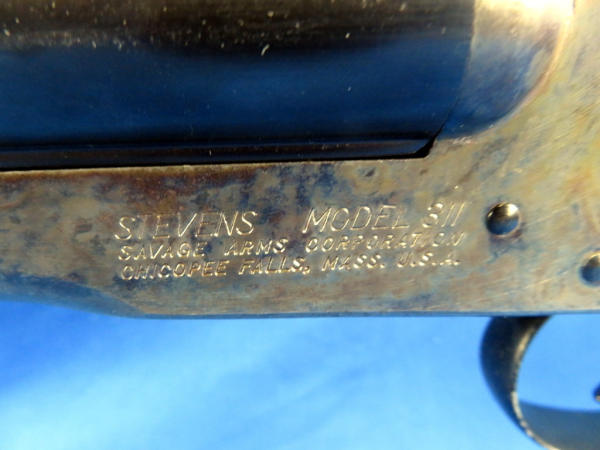 STEVENS MODEL 311
SAVAGE ARMS CORPORATION
CHICOPEE FALLS, MASS. U.S.A.